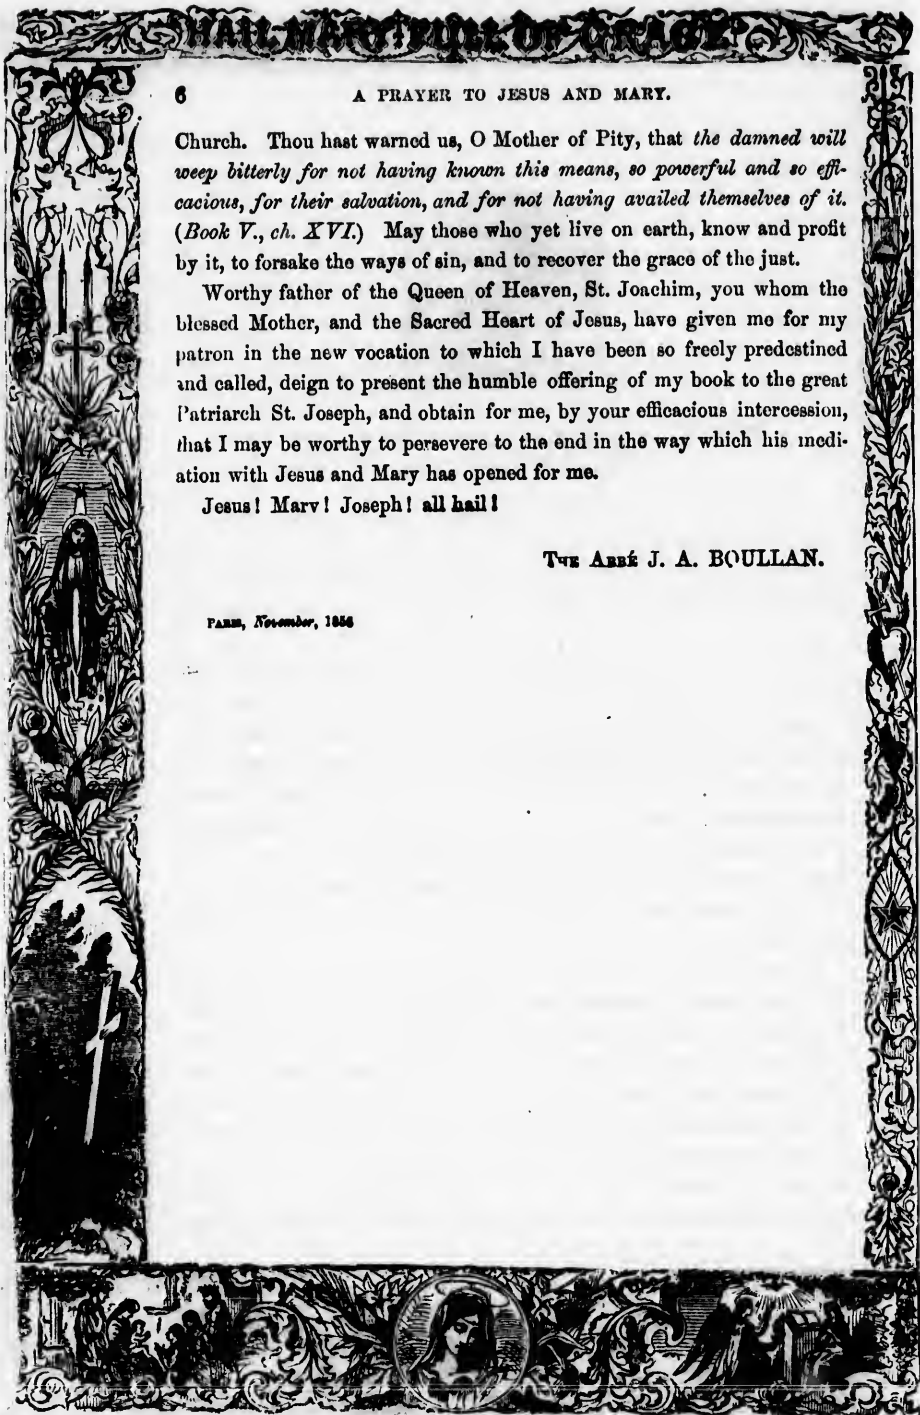 HAIL MARY! FULL OF GRACE!
6 A PRAYER TO JESUS AND MARY.
Church. Thou hast warned us, O Mother of Pity, that the damned will
weep bitterly for not having known this means, so powerful and so effi-
cacious, for their salvation, and for not having availed themselves of it.
(Book V., ch. XVI.) May those who yet live on earth, know and profit
by it, to forsake the ways of sin, and to recover the grace of the just.
Worthy father of the Queen of Heaven, St. Joachim, you whom the
blessed Mother, and the Sacred Heart of Jesus, have given me for my
patron in the new vocation to which I have been so freely predestined
and called, deign to present the humble offering of my book to the great
Patriarch St. Joseph, and obtain for me, by your efficacious intercession,
that I may be worthy to persevere to the end in the way which his medi-
ation with Jesus and Mary has opened for me.
Jesus! Mary! Joseph! all hail!
THE ABBÉ J. A. BOULLAN.
PARIS, November, 1856